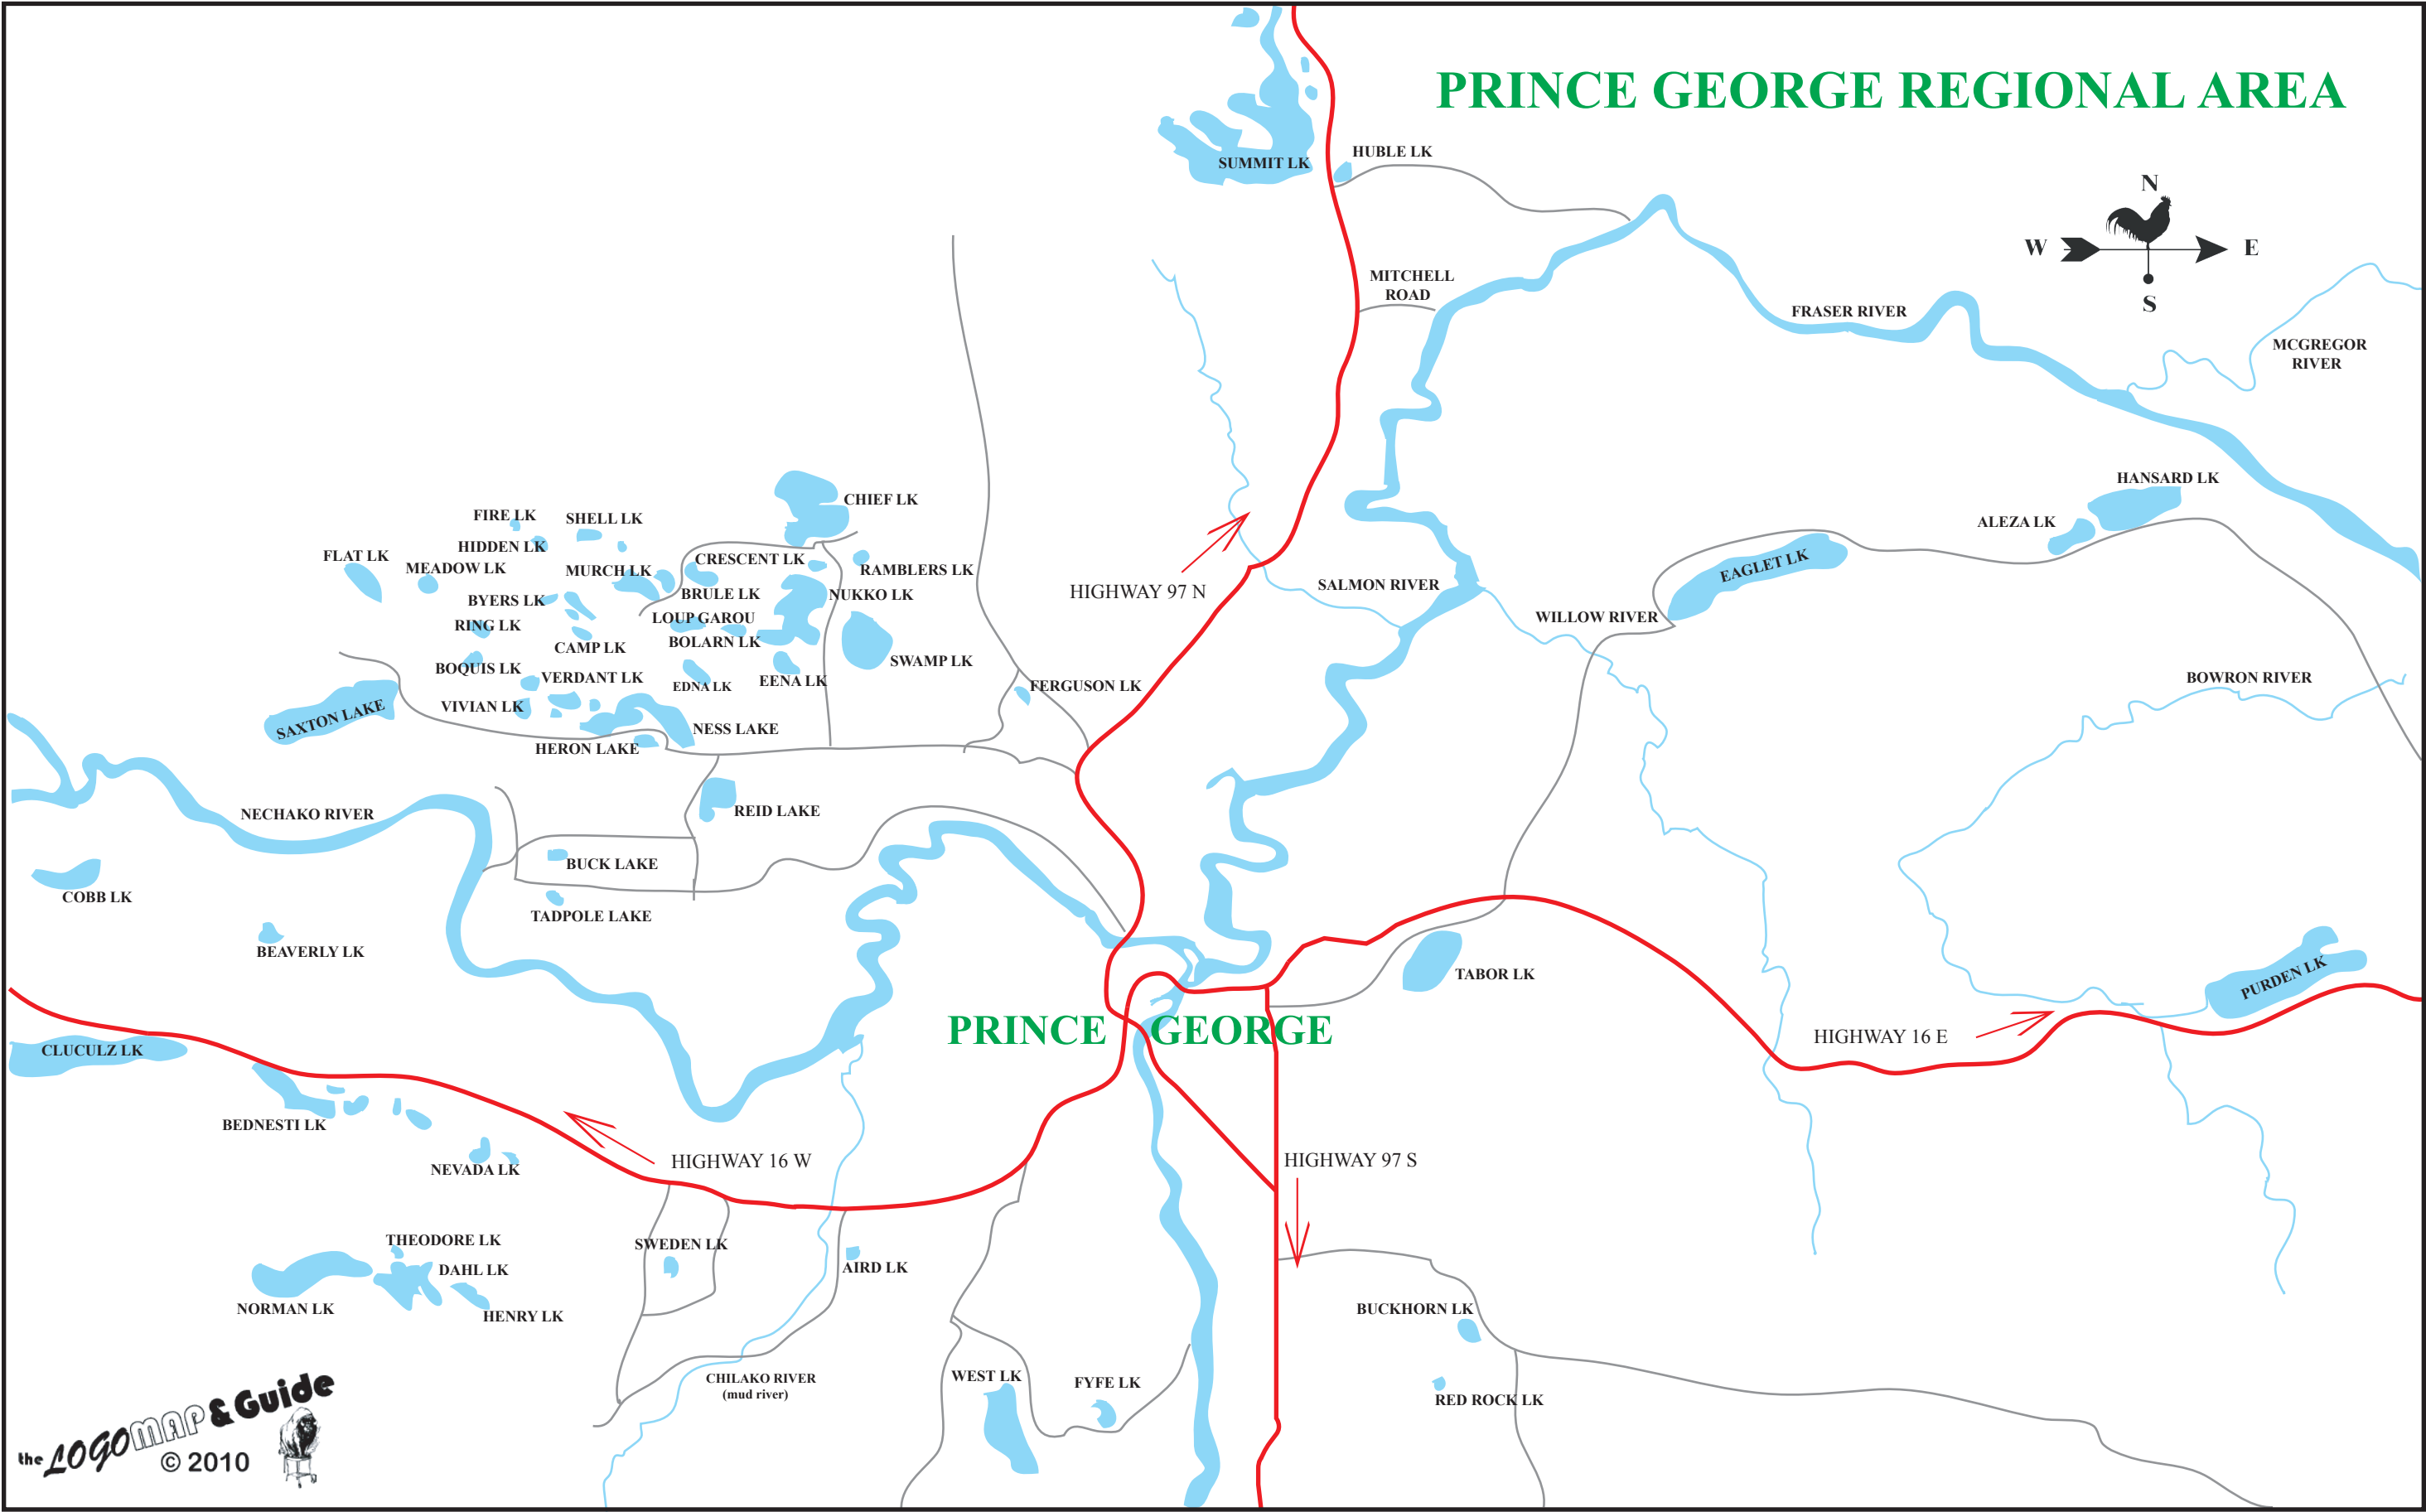 PRINCE GEORGE REGIONAL AREA
SUMMIT LK
HUBLE LK
N
W
E
S
MITCHELL
ROAD
FRASER RIVER
MCGREGOR
RIVER
HANSARD LK
ALEZA LK
EAGLET LK
CHIEF LK
FIRE LK
SHELL LK
HIDDEN LK
FLAT LK
MEADOW LK
MURCH LK
CRESCENT LK
RAMBLERS LK
BYERS LK
BRULE LK
NUKKO LK
RING LK
LOUP GAROU
BOLARN LK
CAMP LK
SWAMP LK
BOQUIS LK
VERDANT LK
EDNA LK
EENA LK
FERGUSON LK
VIVIAN LK
SAXTON LAKE
NESS LAKE
HERON LAKE
HIGHWAY 97 N
SALMON RIVER
WILLOW RIVER
BOWRON RIVER
NECHAKO RIVER
REID LAKE
BUCK LAKE
TADPOLE LAKE
COBB LK
BEAVERLY LK
TABOR LK
PURDEN LK
PRINCE GEORGE
HIGHWAY 16 E
CLUCULZ LK
BEDNESTI LK
NEVADA LK
HIGHWAY 16 W
HIGHWAY 97 S
THEODORE LK
DAHL LK
NORMAN LK
HENRY LK
SWEDEN LK
AIRD LK
BUCKHORN LK
CHILAKO RIVER
(mud river)
WEST LK
FYFE LK
RED ROCK LK
the LOGOMAP & Guide
© 2010